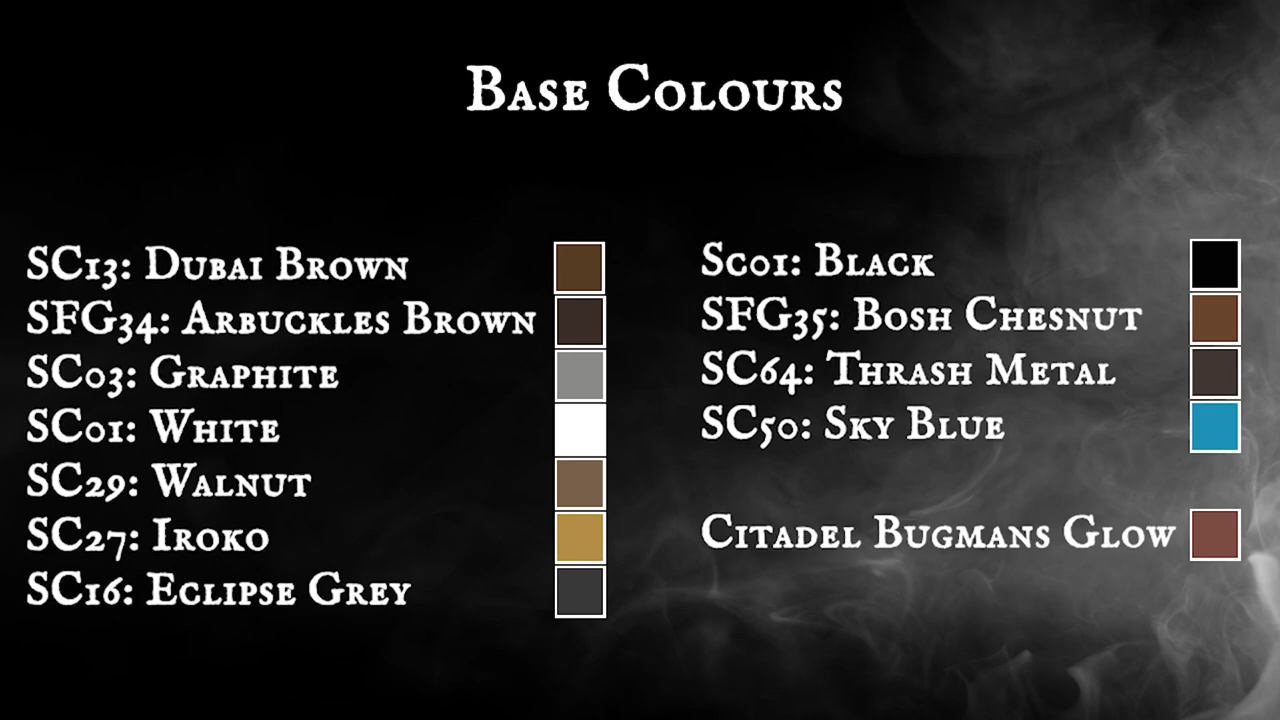 Base Colours
SC13: Dubai Brown
SFG34: Arbuckles Brown
SC03: Graphite
SC01: White
SC29: Walnut
SC27: Iroko
SC16: Eclipse Grey
Sc01: Black
SFG35: Bosh Chesnut
SC64: Thrash Metal
SC50: Sky Blue
Citadel Bugmans Glow